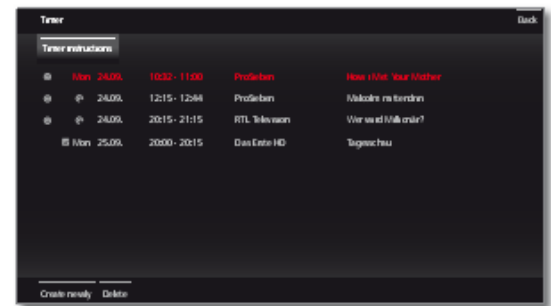 Timer Back
Timer instructions
Mon 24.09. 10:32 - 11:00 ProSieben How I Met Your Mother
24.09. 12:15 - 12:44 ProSieben Malcolm mittendrin
24.09. 20:15 - 21:15 RTL Television Wer wird Millionär?
Mon 25.09. 20:00 - 20:15 Das Erste HD Tagesschau
Create newly Delete